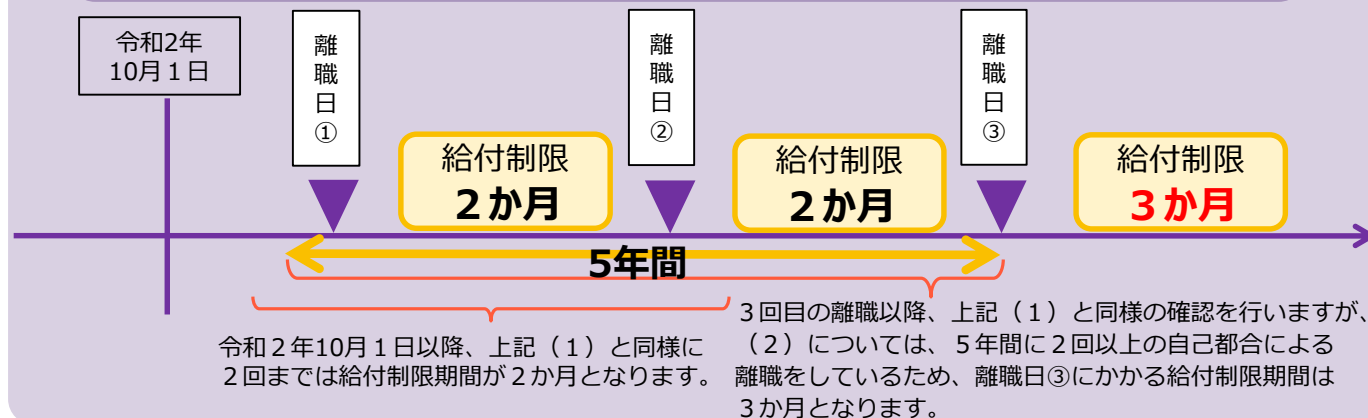 令和2年
10月１日
離職日①
離職日②
離職日③
給付制限
２か月
給付制限
２か月
給付制限
３か月
5年間
令和２年10月１日以降、上記（１）と同様に
２回までは給付制限期間が２か月となります。
３回目の離職以降、上記（１）と同様の確認を行いますが、
（２）については、５年間に２回以上の自己都合による
離職をしているため、離職日③にかかる給付制限期間は
３か月となります。